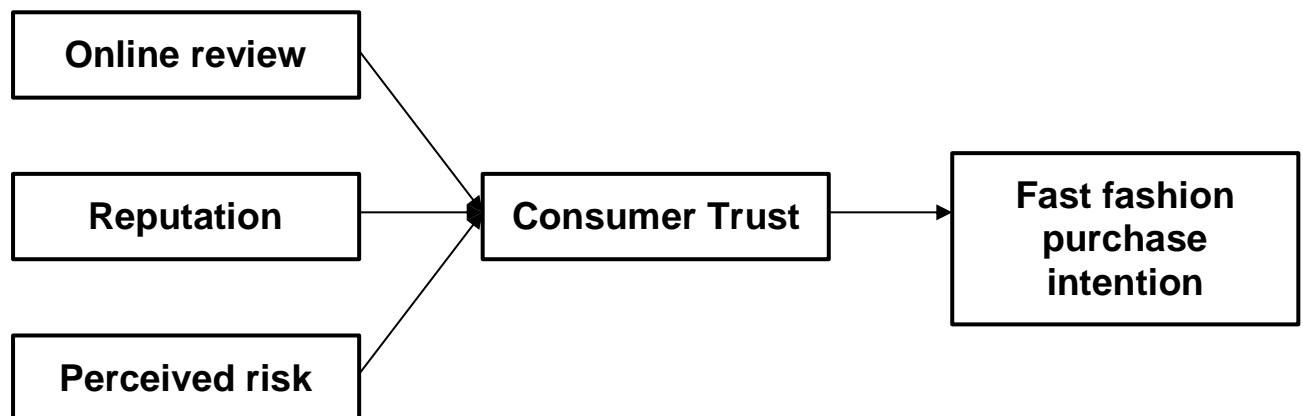 Online review
Reputation
Perceived risk
Consumer Trust
Fast fashion
purchase
intention